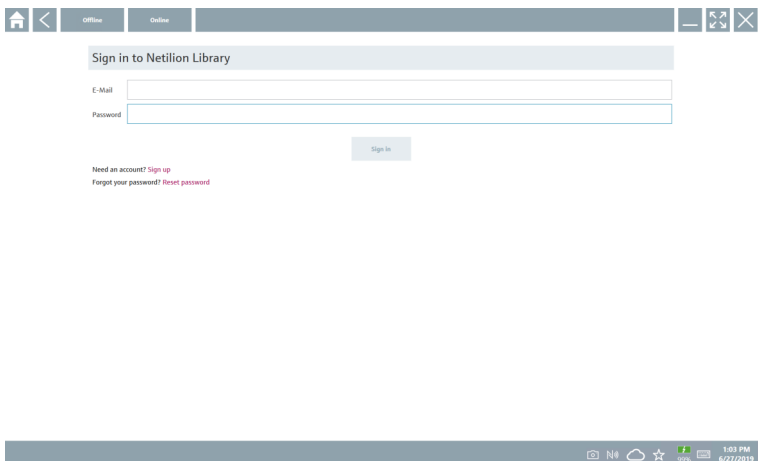 Offline
Online
Sign in to Netilion Library
E-Mail
Password
Sign in
Need an account? Sign up
Forgot your password? Reset password
N
99%
1:03 PM
6/27/2019